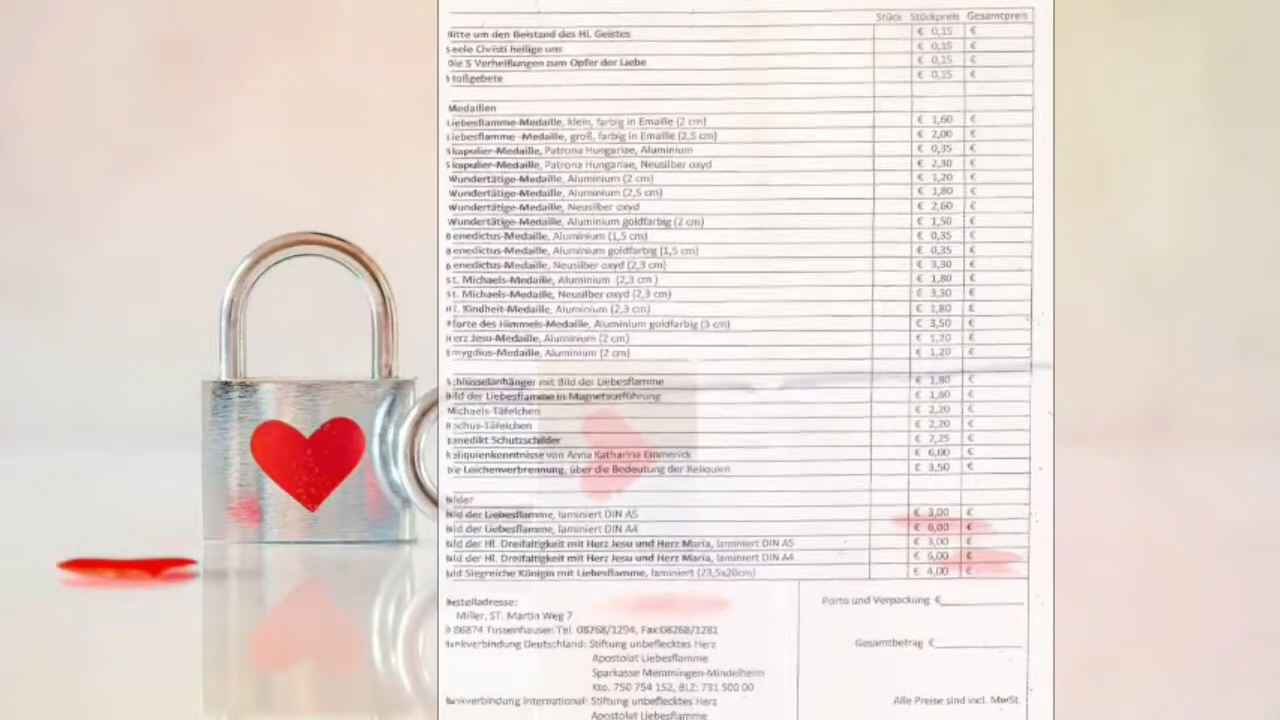 Stück Stückpreis Gesamtpreis
Bitte um den Beistand des Hl. Geistes € 0,15 €
Seele Christi heilige uns € 0,15 €
Die 5 Verheißungen zum Opfer der Liebe € 0,15 €
Stoßgebete € 0,15 €
Medaillen
Liebesflamme-Medaille, klein, farbig in Emaille (2 cm) € 1,60 €
Liebesflamme -Medaille, groß, farbig in Emaille (2,5 cm) € 2,00 €
Skapulier-Medaille, Patrona Hungariae, Aluminium € 0,35 €
Skapulier-Medaille, Patrona Hungariae, Neusilber oxyd € 2,30 €
Wundertätige-Medaille, Aluminium (2 cm) € 1,20 €
Wundertätige-Medaille, Aluminium (2,5 cm) € 1,80 €
Wundertätige-Medaille, Neusilber oxyd € 2,60 €
Wundertätige-Medaille, Aluminium goldfarbig (2 cm) € 1,50 €
Benedictus-Medaille, Aluminium (1,5 cm) € 0,35 €
Benedictus-Medaille, Aluminium goldfarbig (1,5 cm) € 0,35 €
Benedictus-Medaille, Neusilber oxyd (2,3 cm) € 3,30 €
St. Michaels-Medaille, Aluminium (2,3 cm ) € 1,80 €
St. Michaels-Medaille, Neusilber oxyd (2,3 cm) € 3,30 €
Hl. Kindheit-Medaille, Aluminium (2,3 cm) € 1,80 €
Pforte des Himmels-Medaille, Aluminium goldfarbig (3 cm) € 3,50 €
Herz Jesu-Medaille, Aluminium (2 cm) € 1,20 €
Emygdius-Medaille, Aluminium (2 cm) € 1,20 €
Schlüsselanhänger mit Bild der Liebesflamme € 1,80 €
Bild der Liebesflamme in Magnetausführung € 1,80 €
Michaels-Täfelchen € 2,20 €
Rochus-Täfelchen € 2,20 €
Benedikt Schutzschilder € 2,25 €
Reliquienkenntnisse von Anna Katharina Emmerick € 6,00 €
Die Leichenverbrennung, über die Bedeutung der Reliquien € 3,50 €
Bilder
Bild der Liebesflamme, laminiert DIN A5 € 3,00 €
Bild der Liebesflamme, laminiert DIN A4 € 6,00 €
Bild der Hl. Dreifaltigkeit mit Herz Jesu und Herz Maria, laminiert DIN A5 € 3,00 €
Bild der Hl. Dreifaltigkeit mit Herz Jesu und Herz Maria, laminiert DIN A4 € 6,00 €
Bild Siegreiche Königin mit Liebesflamme, laminiert (23,5x20cm) € 4,00 €
Bestelladresse:
Miller, ST. Martin Weg 7
D 86874 Tussenhausen Tel. 08268/1294, Fax:08268/1281
Bankverbindung Deutschland: Stiftung unbeflecktes Herz
Apostolat Liebesflamme
Sparkasse Memmingen-Mindelheim
Kto. 750 754 152, BLZ: 731 500 00
Bankverbindung International: Stiftung unbeflecktes Herz
Apostolat Liebesflamme
Porto und Verpackung €
Gesamtbetrag €
Alle Preise sind incl. MwSt.